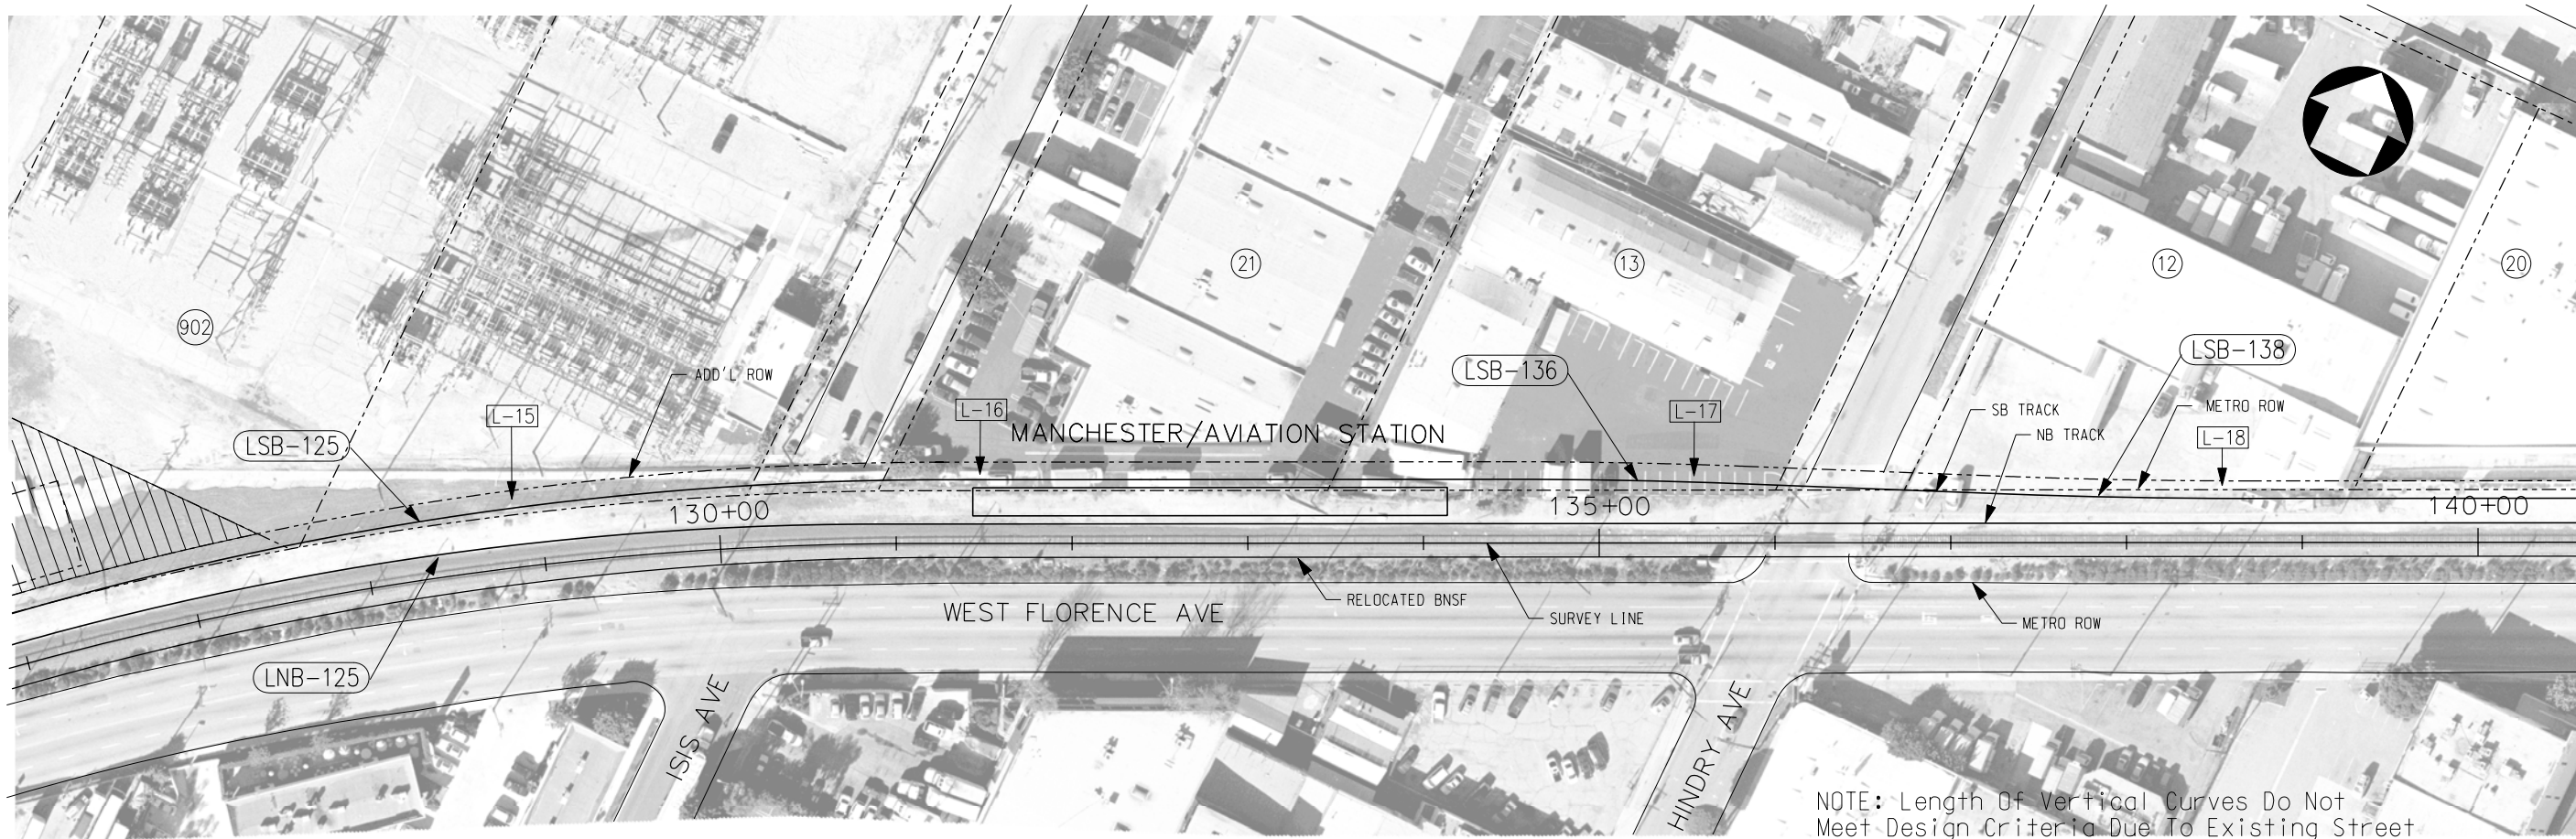 21
13
12
20
902
LSB-138
LSB-136
ADD'L ROW
L-15
L-16
L-17
SB TRACK
METRO ROW
LSB-125
MANCHESTER/AVIATION STATION
NB TRACK
L-18
130+00
135+00
140+00
RELOCATED BNSF
WEST FLORENCE AVE
SURVEY LINE
METRO ROW
LNB-125
ISIS AVE
HINDRY AVE
NOTE: Length Of Vertical Curves Do Not
Meet Design Criteria Due To Existing Street